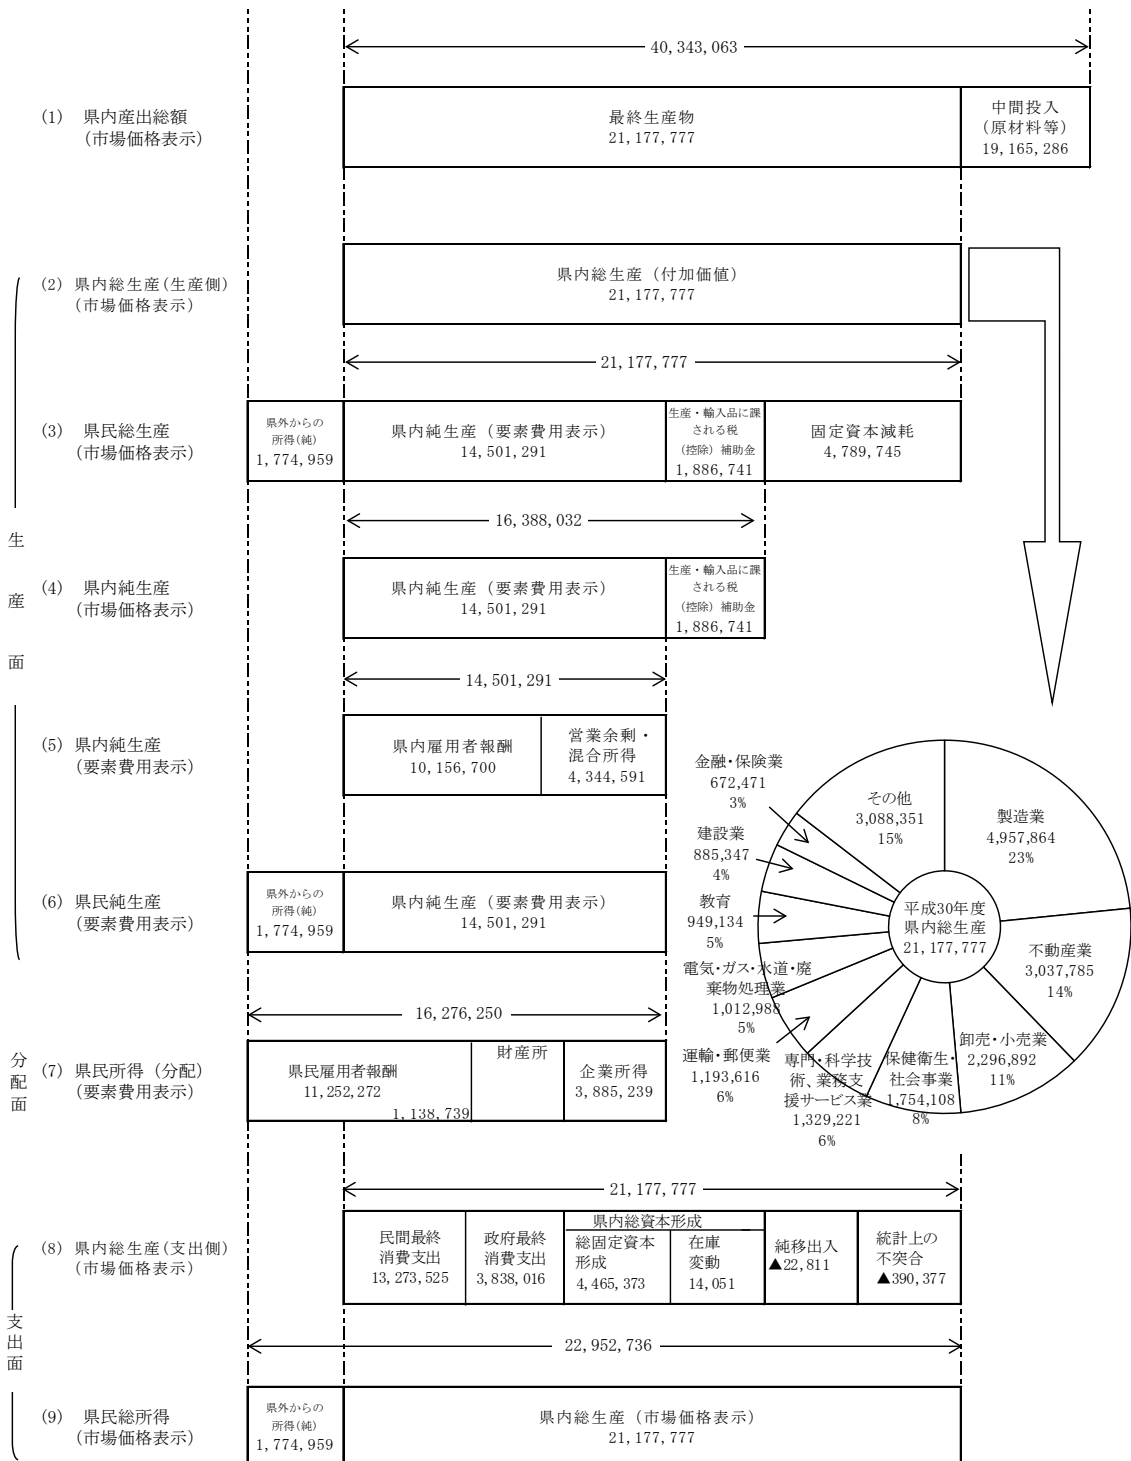 40,343,063
(1) 県内産出総額
(市場価格表示)
最終生産物
21,177,777
中間投入
(原材料等)
19,165,286
(2) 県内総生産(生産側)
(市場価格表示)
県内総生産（付加価値）
21,177,777
21,177,777
(3) 県民総生産
(市場価格表示)
県外からの
所得(純)
1,774,959
県内純生産（要素費用表示）
14,501,291
生産・輸入品に課
される税
（控除）補助金
1,886,741
固定資本減耗
4,789,745
16,388,032
生産面
(4) 県内純生産
(市場価格表示)
県内純生産（要素費用表示）
14,501,291
生産・輸入品に課
される税
（控除）補助金
1,886,741
14,501,291
(5) 県内純生産
(要素費用表示)
県内雇用者報酬
10,156,700
営業余剰・
混合所得
4,344,591
(6) 県民純生産
(要素費用表示)
県外からの
所得(純)
1,774,959
県内純生産（要素費用表示）
14,501,291
平成30年度
県内総生産
21,177,777
製造業
4,957,864
23%
不動産業
3,037,785
14%
卸売・小売業
2,296,892
11%
保健衛生・
社会事業
1,754,108
8%
専門・科学技
術、業務支
援サービス業
1,329,221
6%
運輸・郵便業
1,193,616
6%
電気・ガス・水道・廃
棄物処理業
1,012,988
5%
教育
949,134
5%
建設業
885,347
4%
金融・保険業
672,471
3%
その他
3,088,351
15%
16,276,250
分配面
(7) 県民所得（分配）
(要素費用表示)
県民雇用者報酬
11,252,272
財産所
1,138,739
企業所得
3,885,239
21,177,777
(8) 県内総生産(支出側)
(市場価格表示)
民間最終
消費支出
13,273,525
政府最終
消費支出
3,838,016
県内総資本形成
総固定資本
形成
4,465,373
在庫
変動
14,051
純移出入
▲22,811
統計上の
不突合
▲390,377
支出面
22,952,736
(9) 県民総所得
(市場価格表示)
県外からの
所得(純)
1,774,959
県内総生産（市場価格表示）
21,177,777